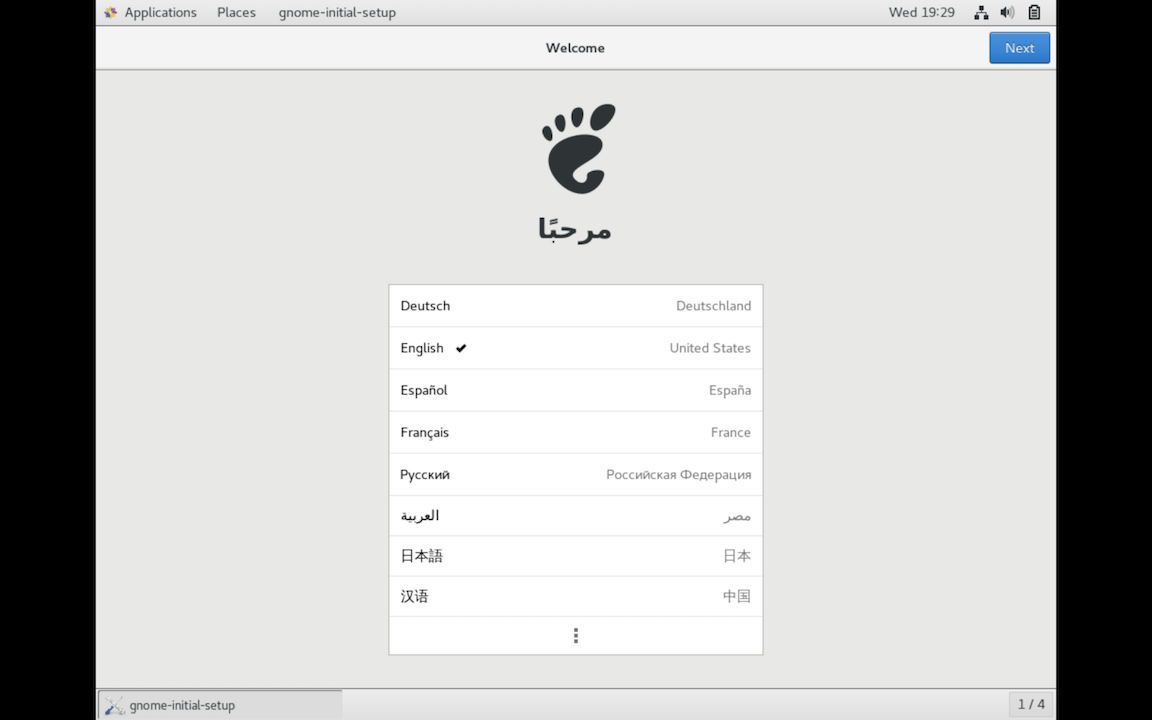 Applications Places gnome-initial-setup Wed 19:29
Welcome Next
مرحبًا
Deutsch Deutschland
English United States
Español España
Français France
Русский Российская Федерация
العربية مصر
日本語 日本
汉语 中国
gnome-initial-setup 1 / 4